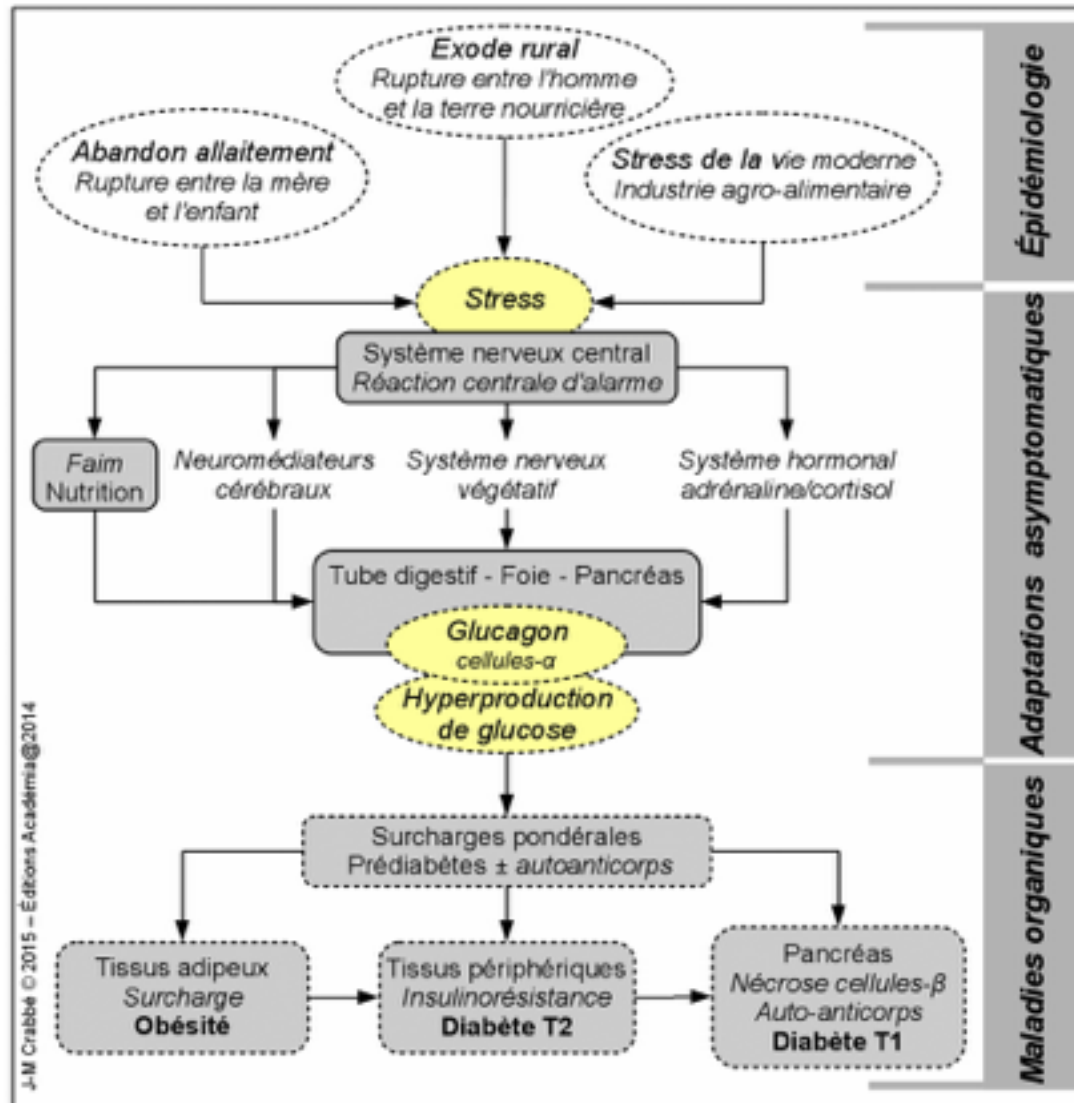 Exode rural
Rupture entre l'homme
et la terre nourricière
Abandon allaitement
Rupture entre la mère
et l'enfant
Stress de la vie moderne
Industrie agro-alimentaire
Stress
Système nerveux central
Réaction centrale d'alarme
Faim
Nutrition
Neuromédiateurs
cérébraux
Système nerveux
végétatif
Système hormonal
adrénaline/cortisol
Tube digestif - Foie - Pancréas
Glucagon
cellules-α
Hyperproduction
de glucose
Surcharges pondérales
Prédiabètes ± autoanticorps
Tissus adipeux
Surcharge
Obésité
Tissus périphériques
Insulinorésistance
Diabète T2
Pancréas
Nécrose cellules-β
Auto-anticorps
Diabète T1
Épidémiologie
Adaptations asymptomatiques
Maladies organiques
J-M Crabbé © 2015 – Éditions Académia@2014